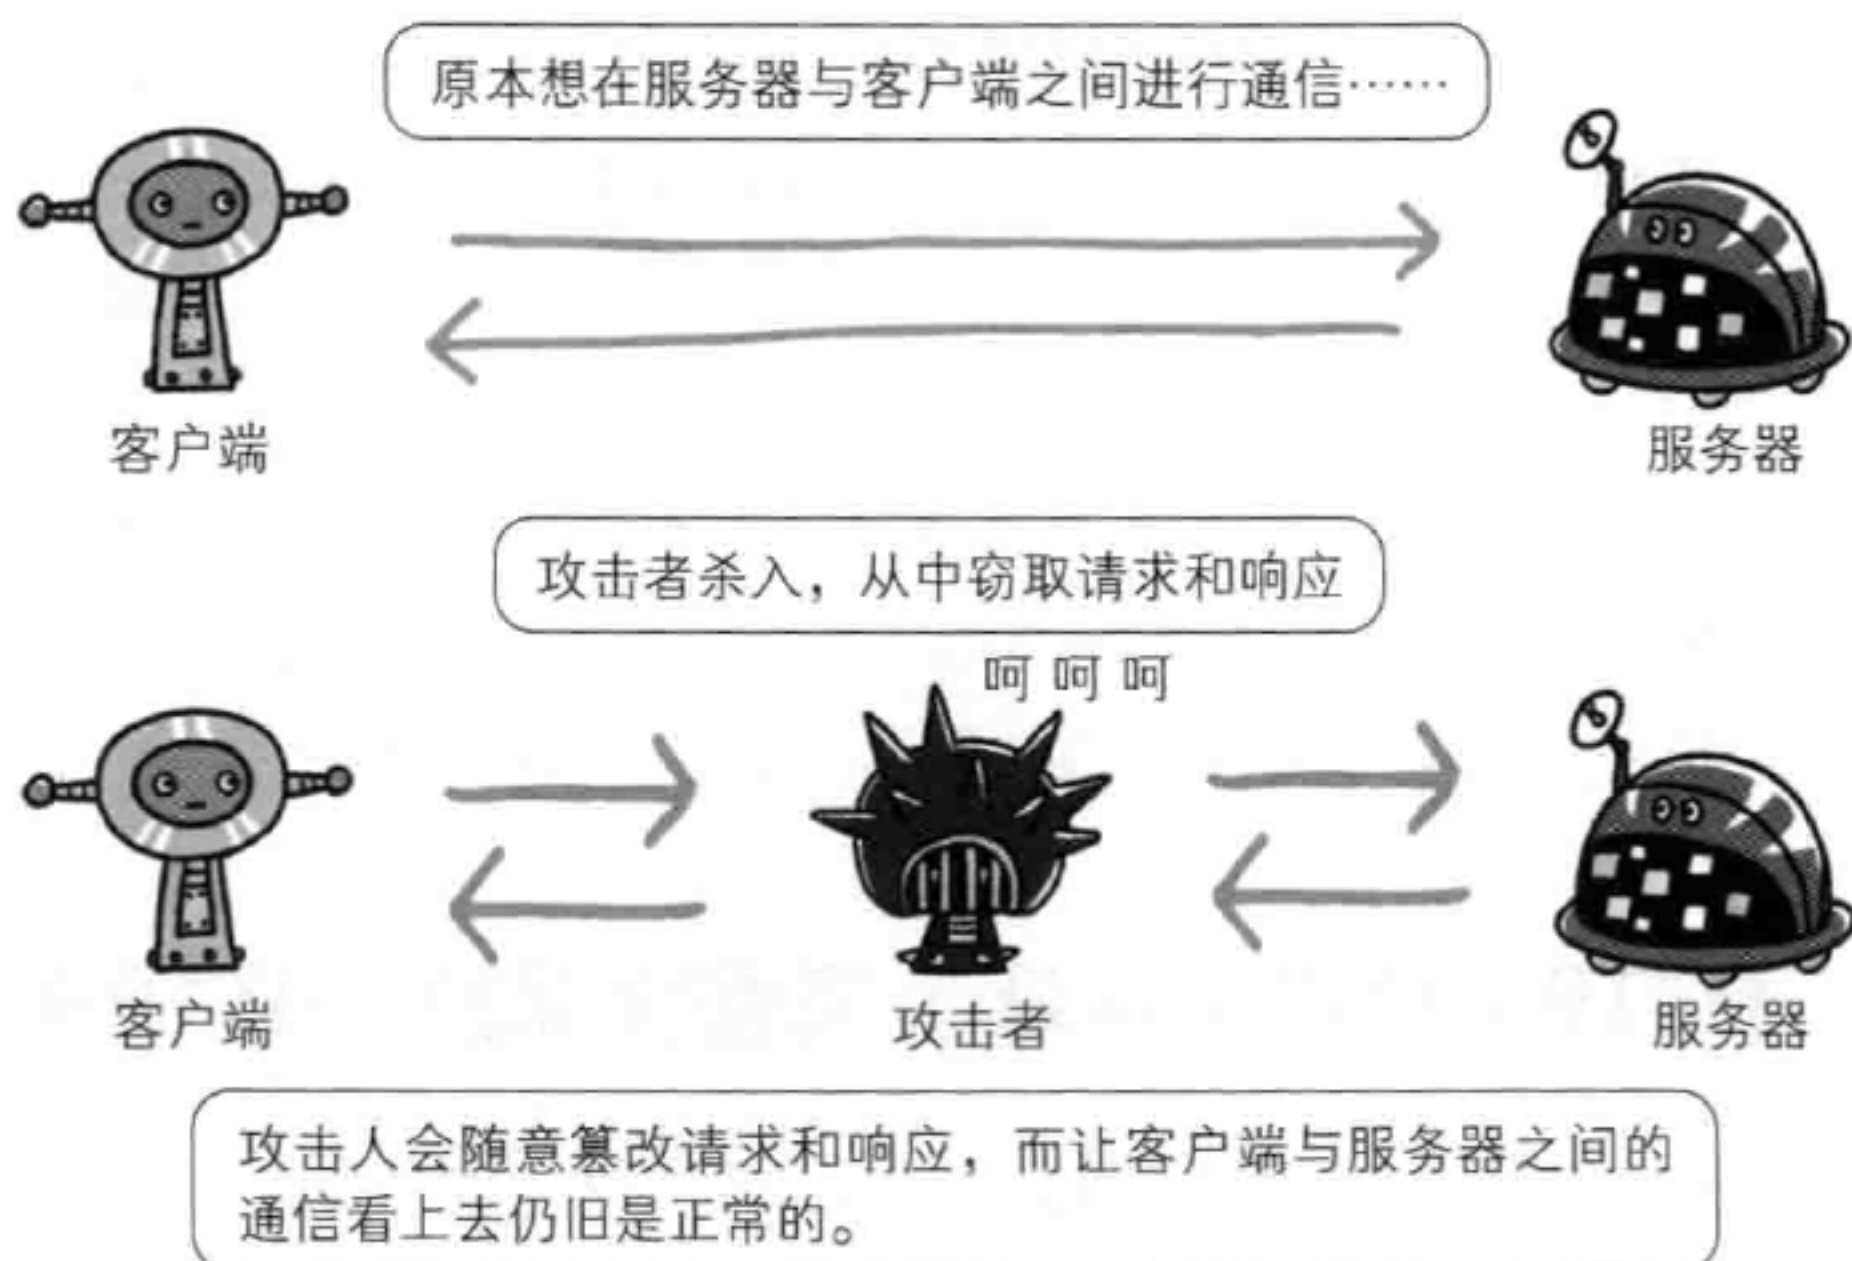 原本想在服务器与客户端之间进行通信……
客户端
服务器
攻击者杀入，从中窃取请求和响应
呵 呵 呵
客户端
攻击者
服务器
攻击人会随意篡改请求和响应，而让客户端与服务器之间的
通信看上去仍旧是正常的。